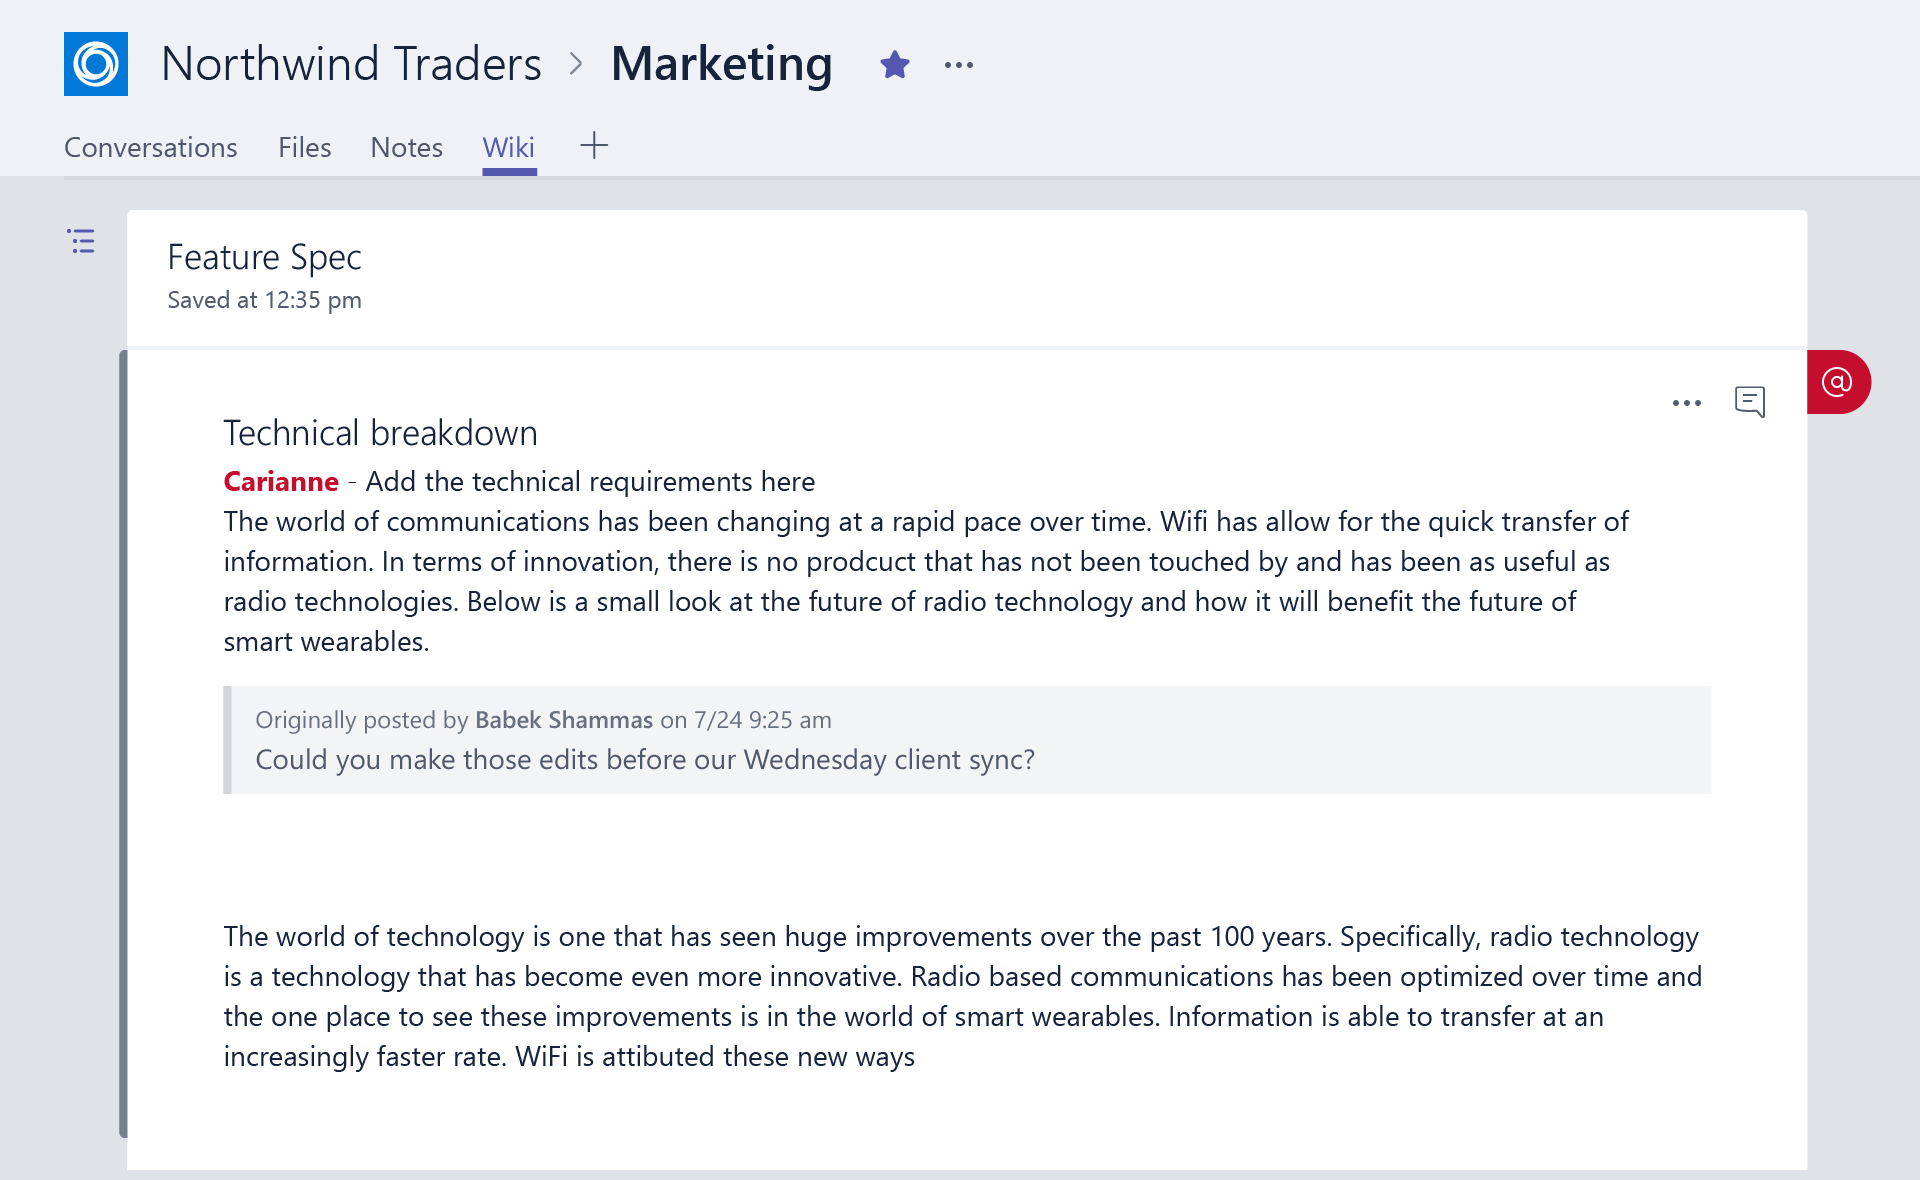 Northwind Traders > Marketing
Conversations Files Notes Wiki +
Feature Spec
Saved at 12:35 pm
@
Technical breakdown
Carianne - Add the technical requirements here
The world of communications has been changing at a rapid pace over time. Wifi has allow for the quick transfer of
information. In terms of innovation, there is no prodcuct that has not been touched by and has been as useful as
radio technologies. Below is a small look at the future of radio technology and how it will benefit the future of
smart wearables.
Originally posted by Babek Shammas on 7/24 9:25 am
Could you make those edits before our Wednesday client sync?
The world of technology is one that has seen huge improvements over the past 100 years. Specifically, radio technology
is a technology that has become even more innovative. Radio based communications has been optimized over time and
the one place to see these improvements is in the world of smart wearables. Information is able to transfer at an
increasingly faster rate. WiFi is attibuted these new ways